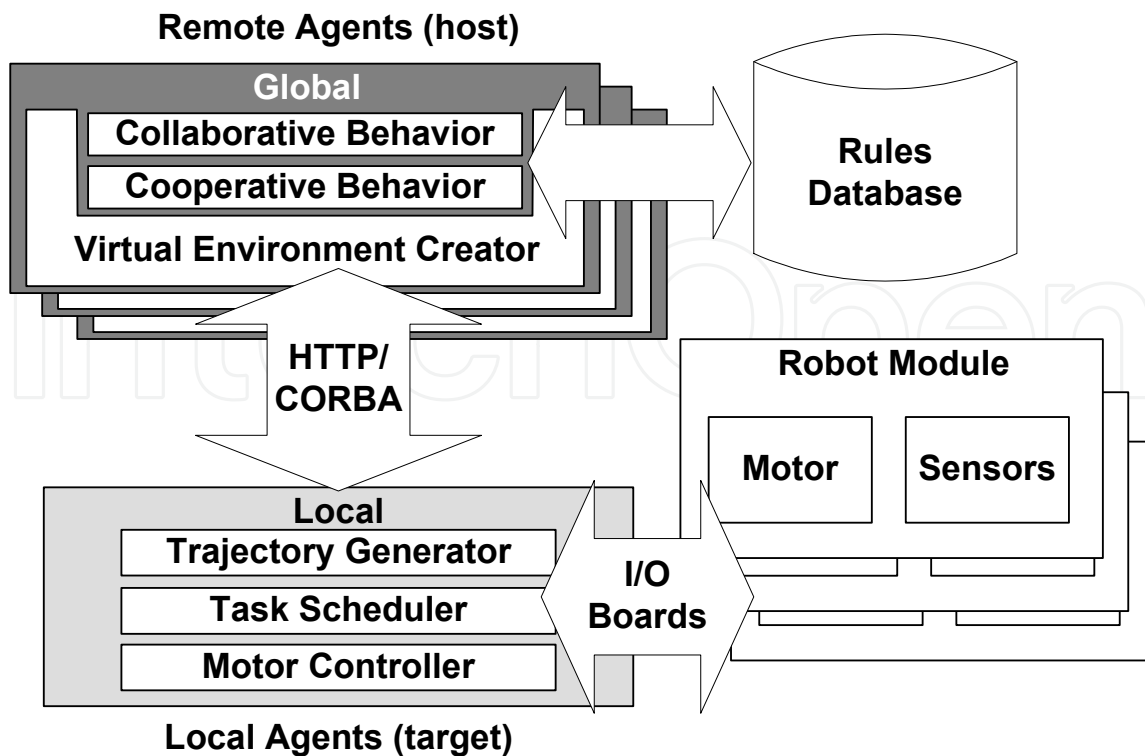 Remote Agents (host)
Global
Collaborative Behavior
Cooperative Behavior
Virtual Environment Creator
Rules
Database
HTTP/
CORBA
Robot Module
Motor
Sensors
Local
Trajectory Generator
Task Scheduler
Motor Controller
I/O
Boards
Local Agents (target)
IntechOpen